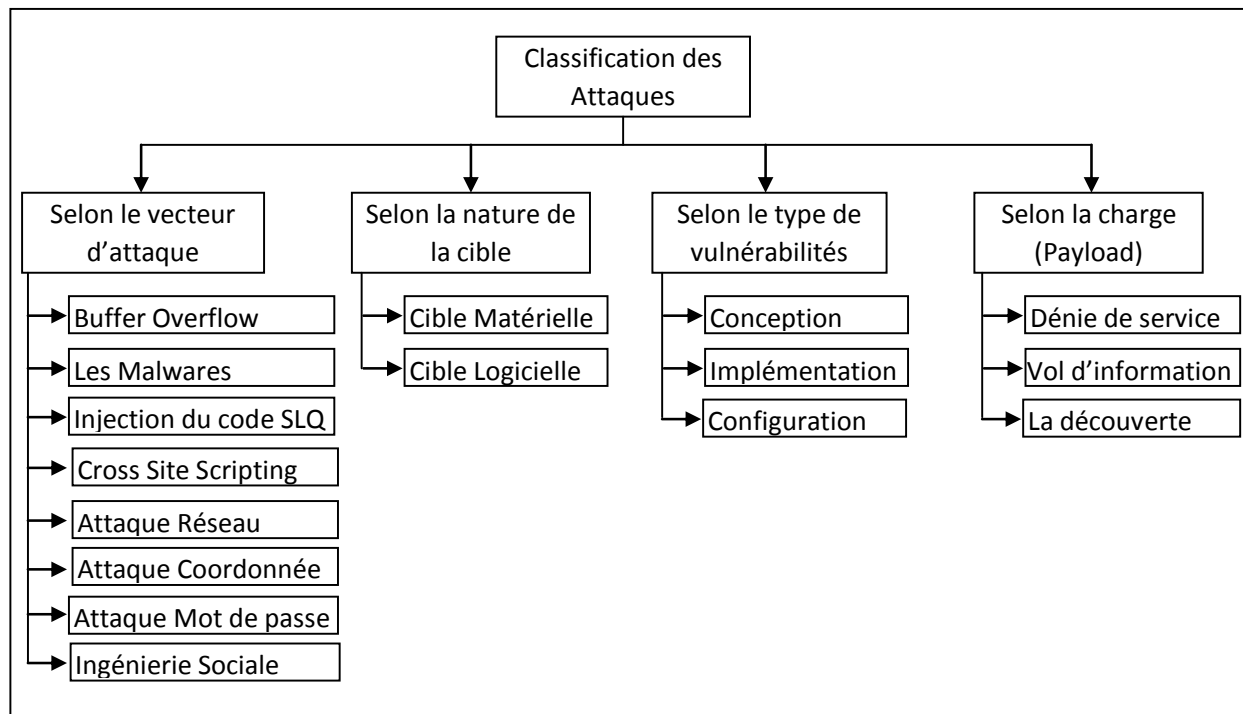 Classification des
Attaques
Selon le vecteur
d’attaque
Buffer Overflow
Les Malwares
Injection du code SLQ
Cross Site Scripting
Attaque Réseau
Attaque Coordonnée
Attaque Mot de passe
Ingénierie Sociale
Selon la nature de
la cible
Cible Matérielle
Cible Logicielle
Selon le type de
vulnérabilités
Conception
Implémentation
Configuration
Selon la charge
(Payload)
Dénie de service
Vol d’information
La découverte